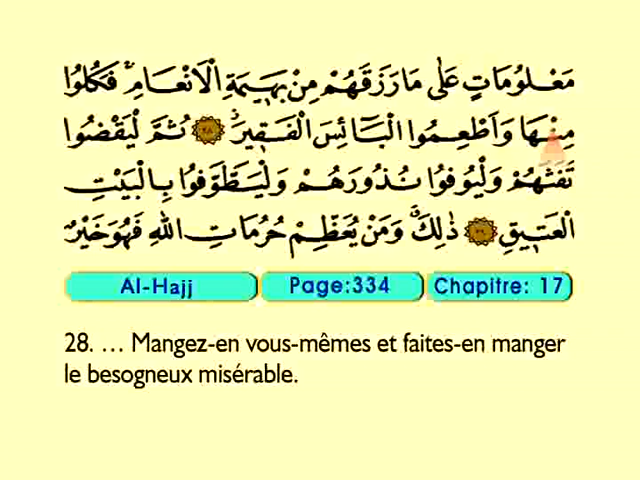 مَعْلُومَاتٍ عَلَىٰ مَا رَزَقَهُمْ مِنْ بَهِيمَةِ الْأَنْعَامِ ۖ فَكُلُوا
مِنْهَا وَأَطْعِمُوا الْبَائِسَ الْفَقِيرَ ۝٢٨ ثُمَّ لْيَقْضُوا
تَفَثَهُمْ وَلْيُوفُوا نُذُورَهُمْ وَلْيَطَّوَّفُوا بِالْبَيْتِ
الْعَتِيقِ ۝٢٩ ذَٰلِكَ ۗ وَمَنْ يُعَظِّمْ حُرُمَاتِ اللَّهِ فَهُوَ خَيْرٌ
Al-Hajj Page:334 Chapitre: 17
28. … Mangez-en vous-mêmes et faites-en manger
le besogneux misérable.